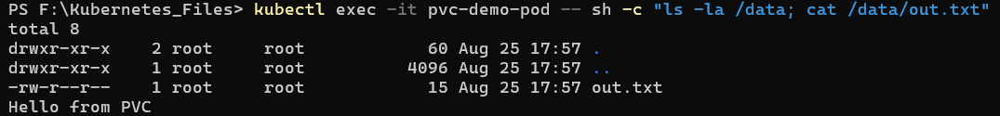 PS F:\Kubernetes_Files> kubectl exec -it pvc-demo-pod -- sh -c "ls -la /data; cat /data/out.txt"
total 8
drwxr-xr-x    2 root     root            60 Aug 25 17:57 .
drwxr-xr-x    1 root     root          4096 Aug 25 17:57 ..
-rw-r--r--    1 root     root            15 Aug 25 17:57 out.txt
Hello from PVC